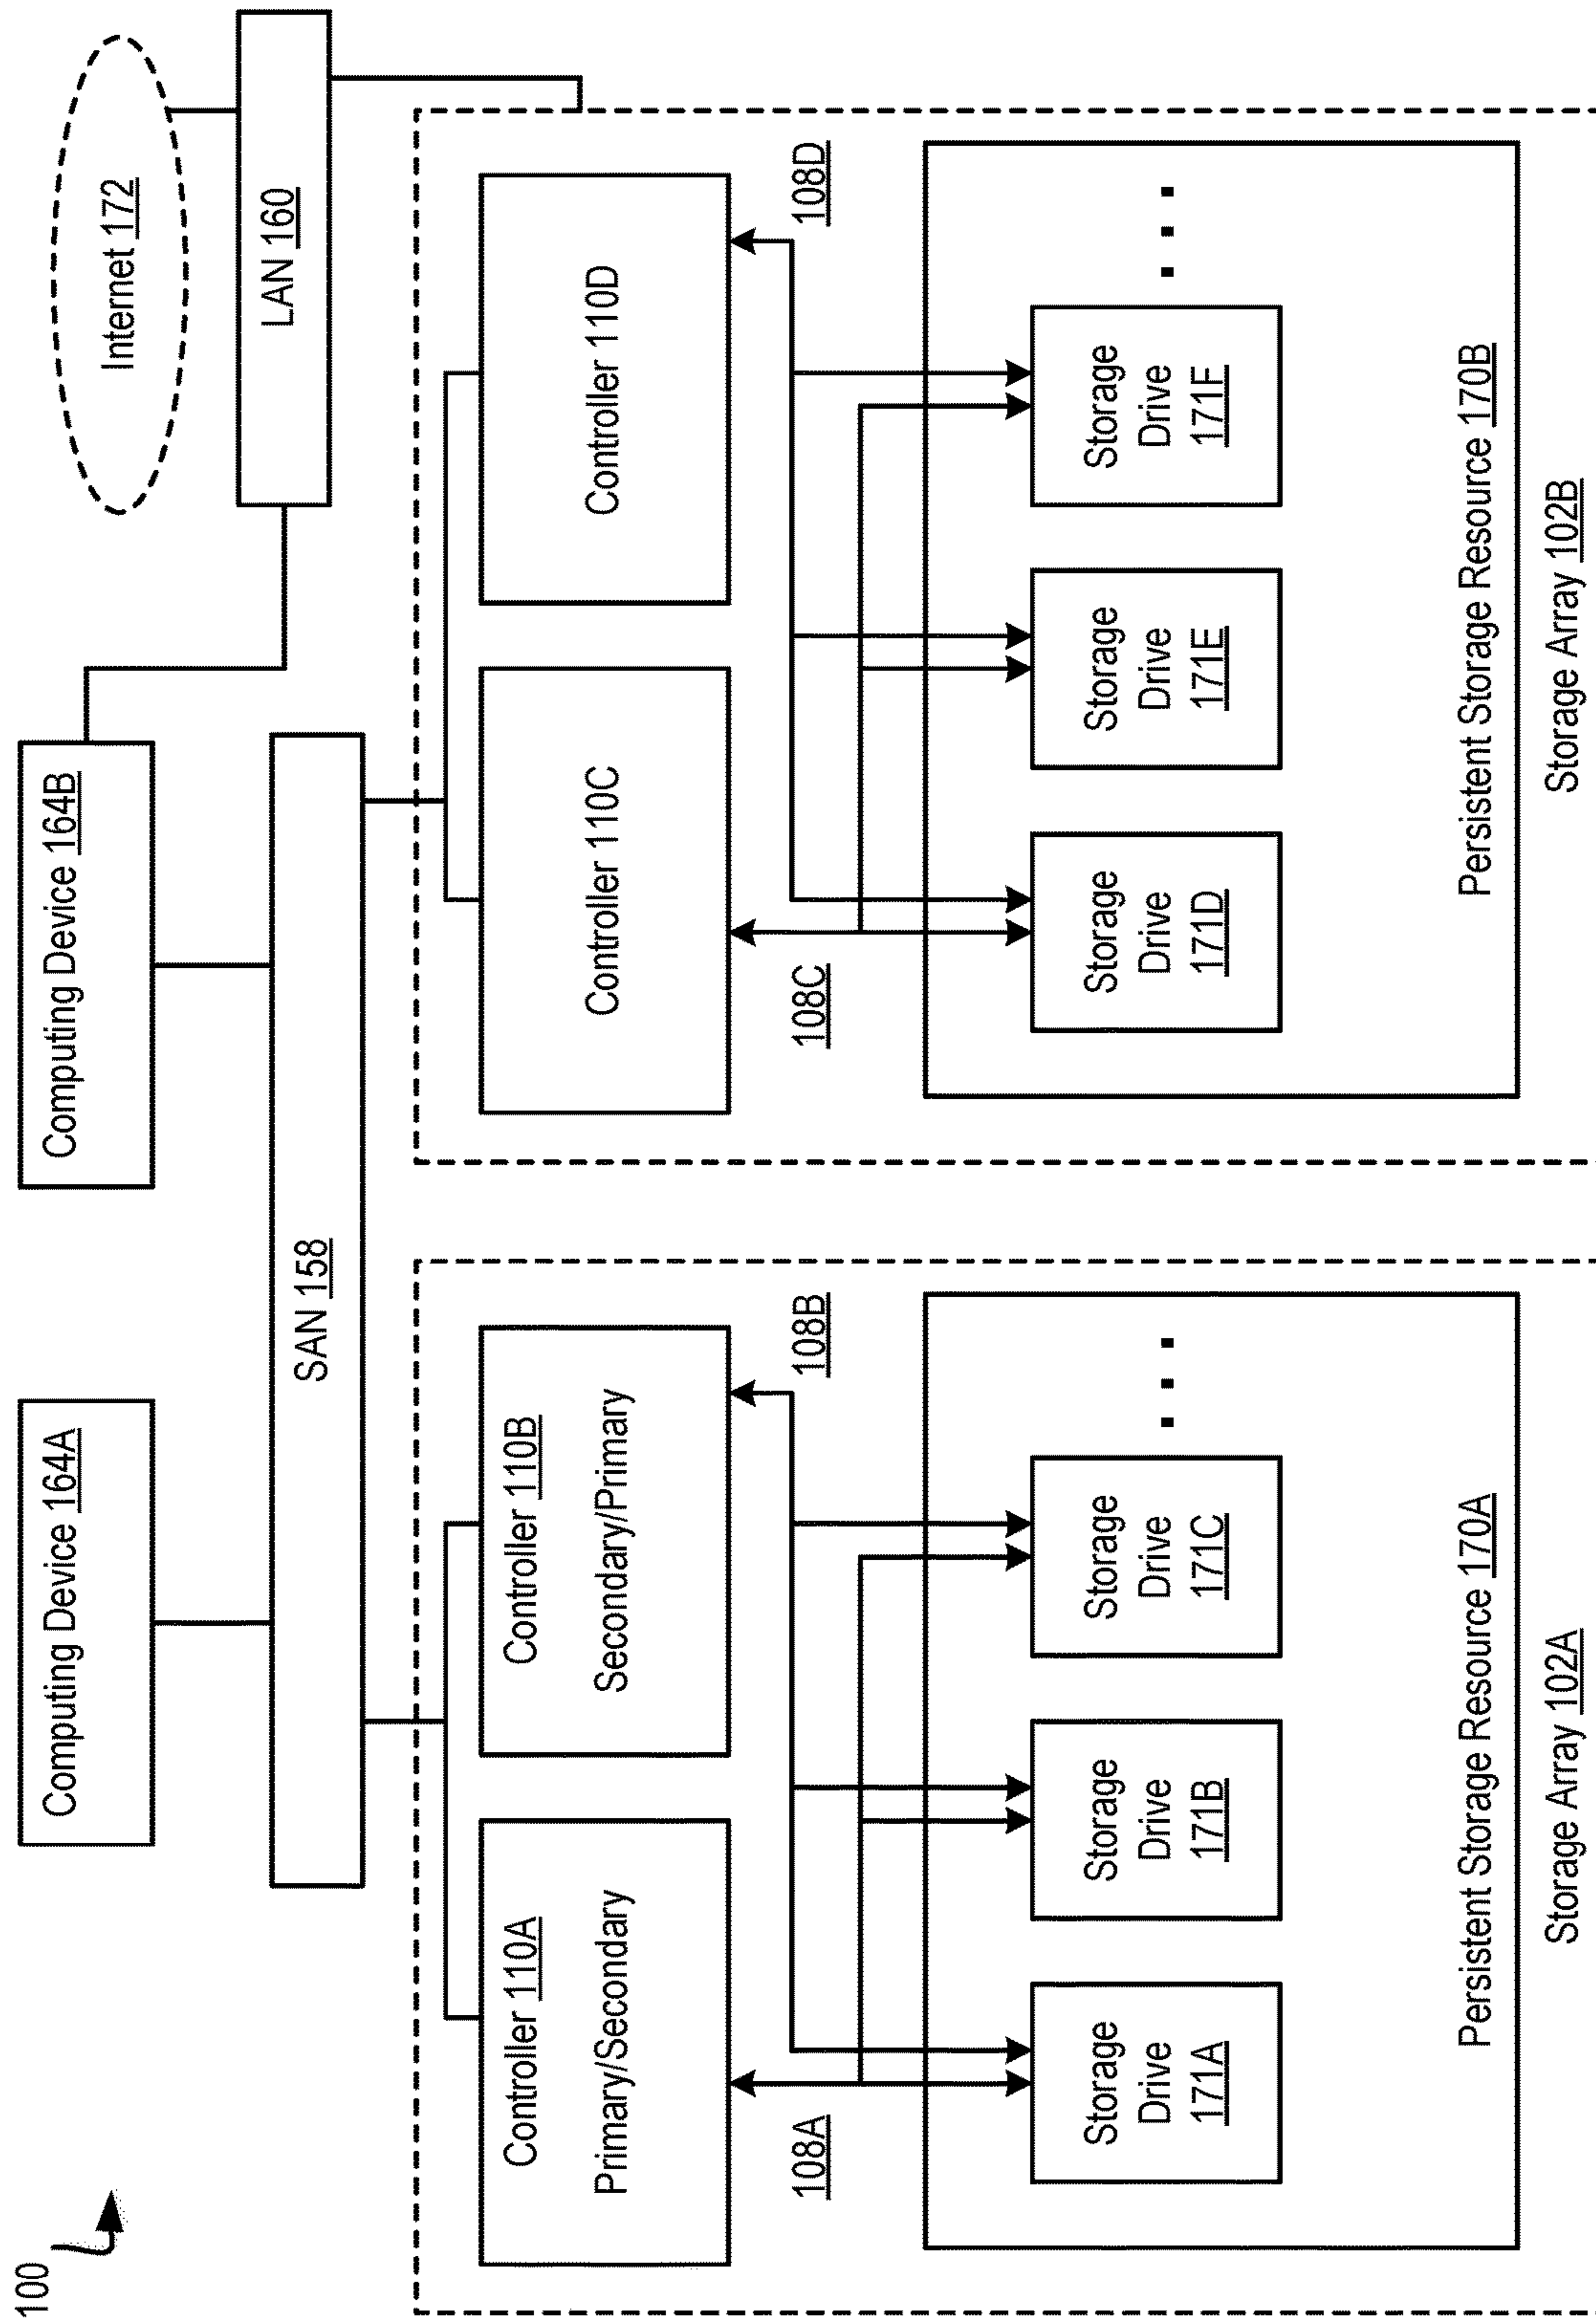 100
Computing Device 164A
Computing Device 164B
Internet 172
SAN 158
LAN 160
Controller 110A
Primary/Secondary
Controller 110B
Secondary/Primary
Controller 110C
Controller 110D
108A
108B
108C
108D
Storage
Drive
171A
Storage
Drive
171B
Storage
Drive
171C
Storage
Drive
171D
Storage
Drive
171E
Storage
Drive
171F
Persistent Storage Resource 170A
Persistent Storage Resource 170B
Storage Array 102A
Storage Array 102B